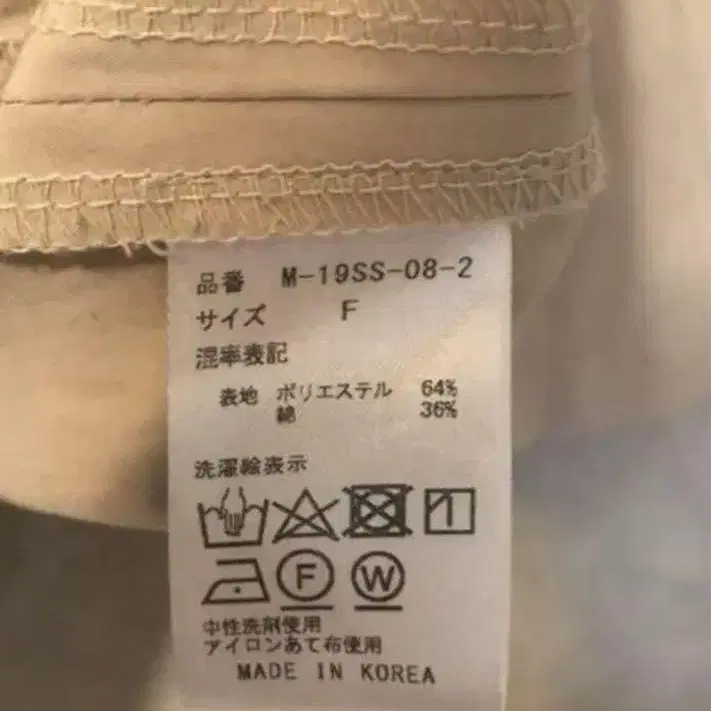 品番 M-19SS-08-2
サイズ F
混率表記
表地 ポリエステル 64%
綿 36%
洗濯絵表示
F W
中性洗剤使用
アイロンあて布使用
MADE IN KOREA